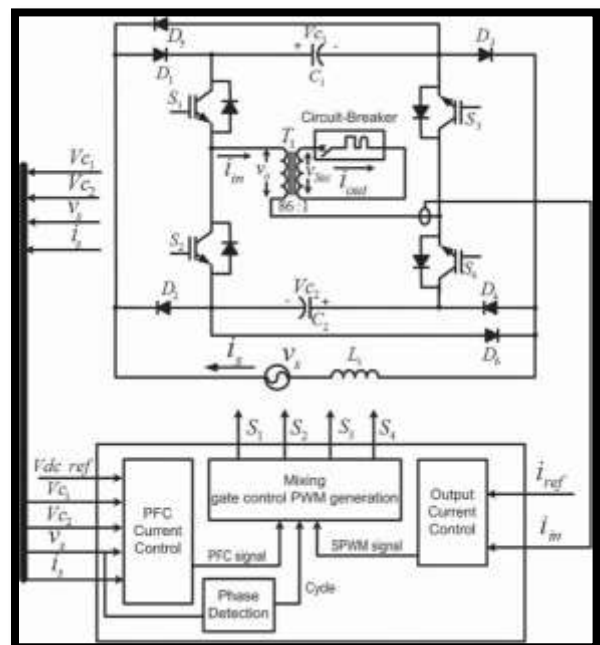 D5
Vc1
D1
+ -
C1
D3
S1
Circuit-Breaker
T1
S3
iin
vo
vSec
iout
86:1
Vc1
Vc2
vs
is
S2
S4
D2
Vc2
- +
C2
D4
D6
is
vs
Ls
S1 S2 S3 S4
Vdc ref
Vc1
Vc2
vs
is
PFC
Current
Control
Mixing
gate control PWM generation
Output
Current
Control
iref
iin
PFC signal
SPWM signal
Cycle
Phase
Detection